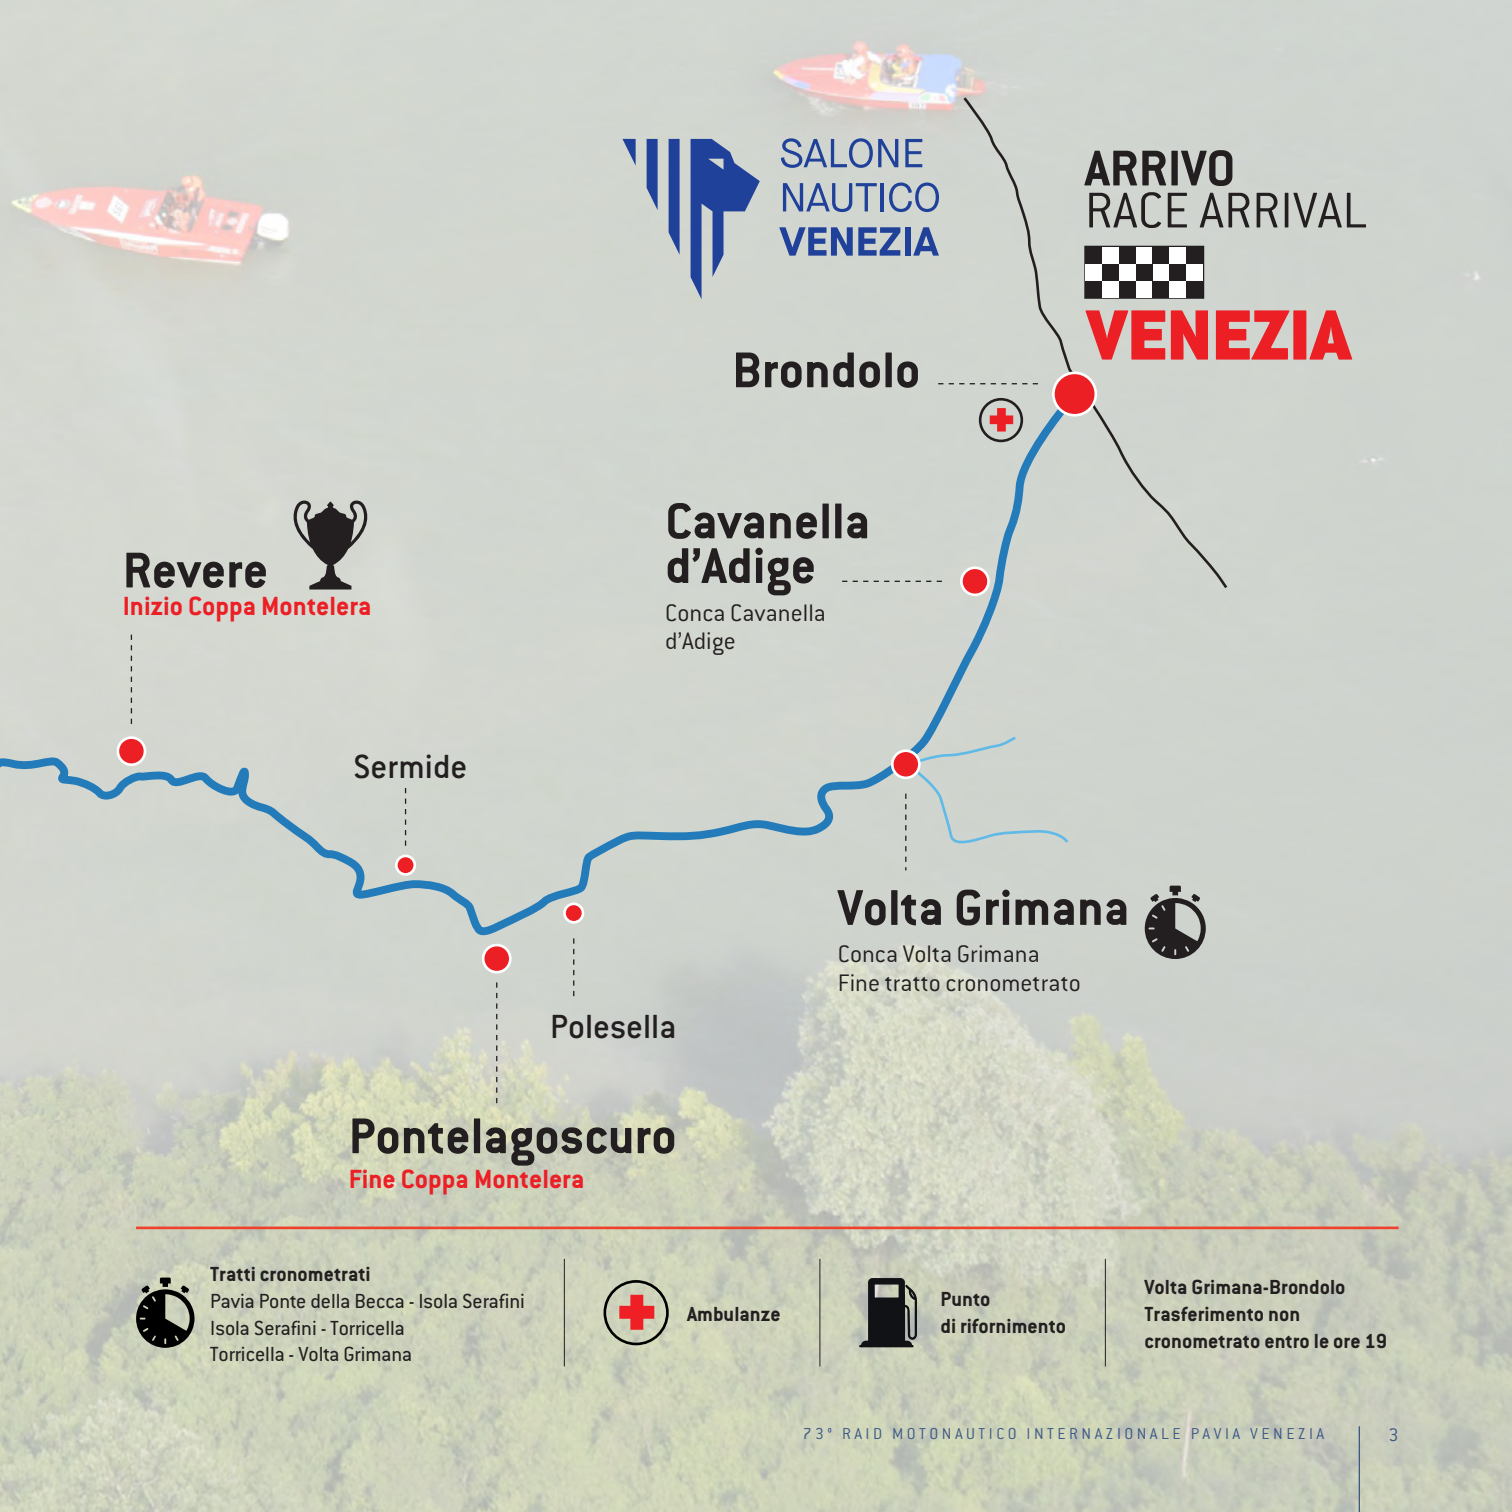 SALONE
NAUTICO
VENEZIA
ARRIVO
RACE ARRIVAL
VENEZIA
Brondolo
Cavanella
d'Adige
Conca Cavanella
d'Adige
Revere
Inizio Coppa Montelera
Sermide
Volta Grimana
Conca Volta Grimana
Fine tratto cronometrato
Polesella
Pontelagoscuro
Fine Coppa Montelera
Tratti cronometrati
Pavia Ponte della Becca - Isola Serafini
Isola Serafini - Torricella
Torricella - Volta Grimana
Ambulanze
Punto
di rifornimento
Volta Grimana-Brondolo
Trasferimento non
cronometrato entro le ore 19
73° RAID MOTONAUTICO INTERNAZIONALE PAVIA VENEZIA
3